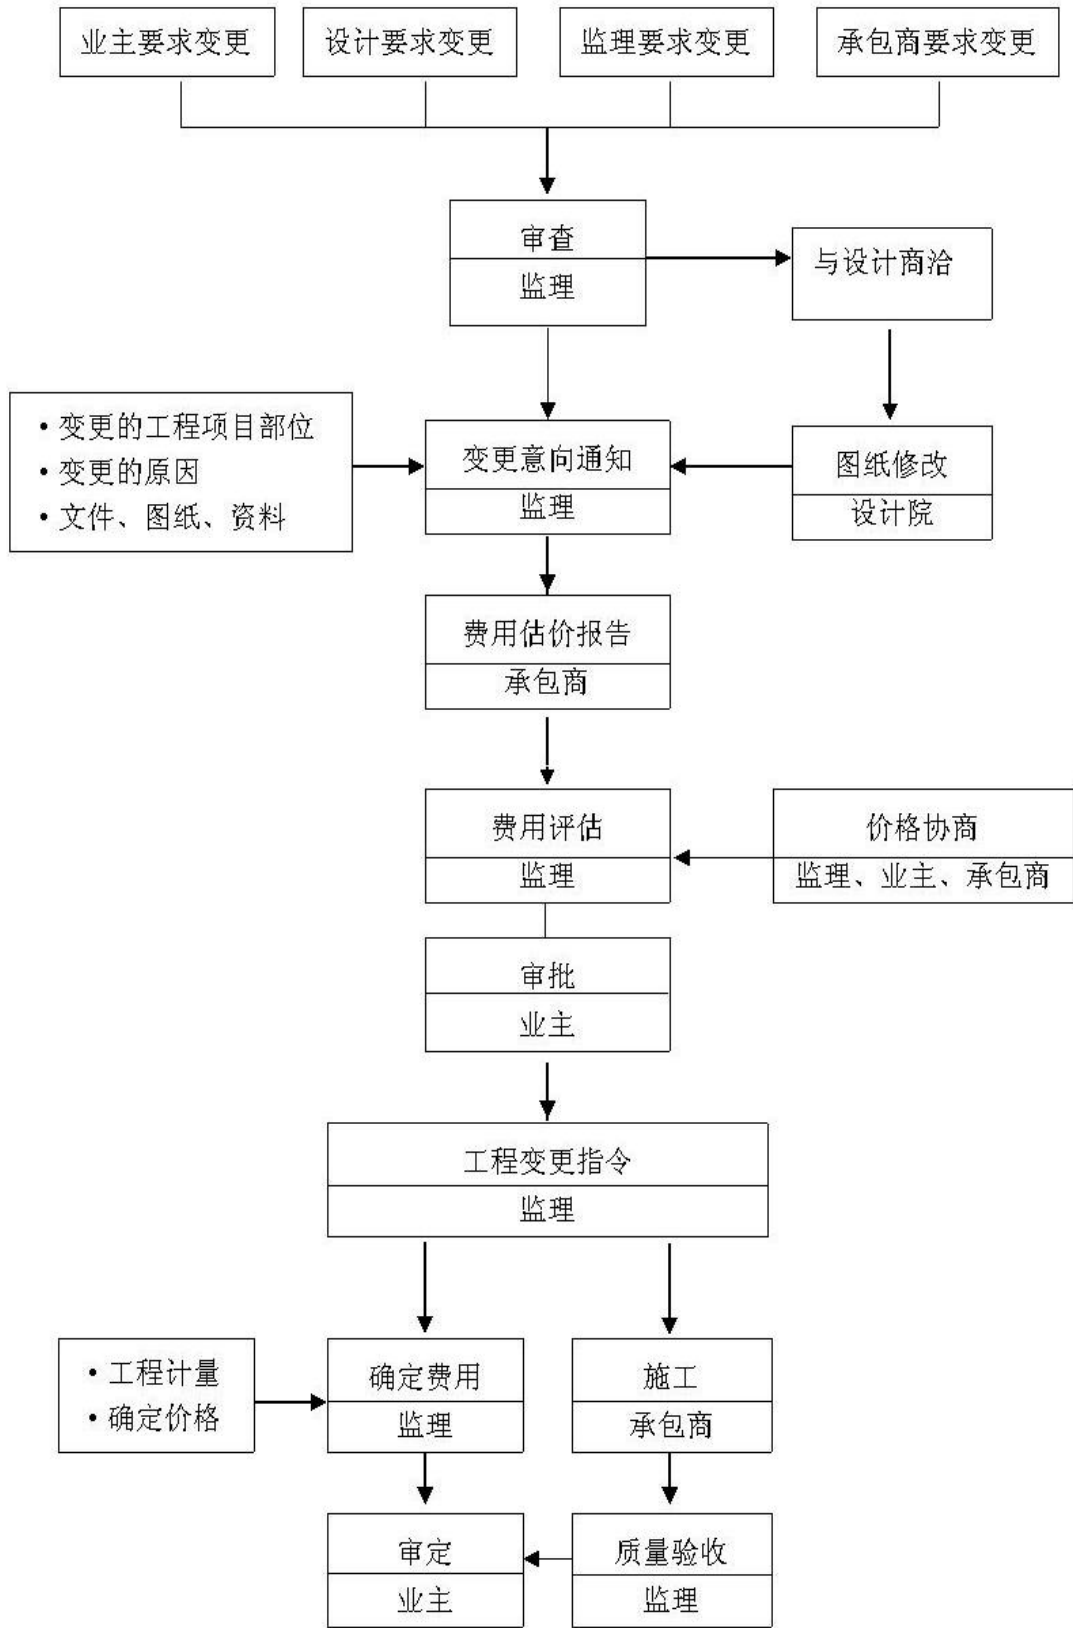 业主要求变更
设计要求变更
监理要求变更
承包商要求变更
审查
监理
与设计商洽
• 变更的工程项目部位
• 变更的原因
• 文件、图纸、资料
变更意向通知
监理
图纸修改
设计院
费用估价报告
承包商
费用评估
监理
价格协商
监理、业主、承包商
审批
业主
工程变更指令
监理
• 工程计量
• 确定价格
确定费用
监理
施工
承包商
审定
业主
质量验收
监理